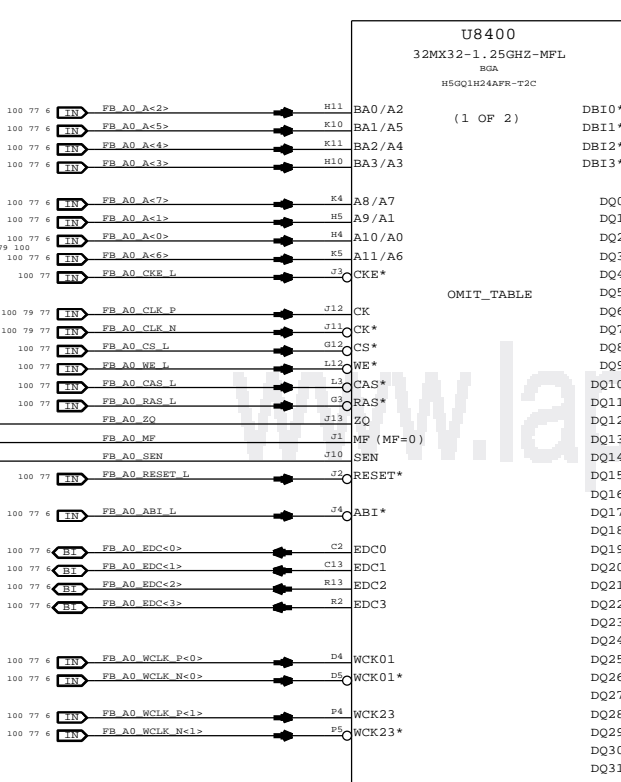 U8400
32MX32-1.25GHZ-MFL
BGA
H5GQ1H24AFR-T2C
(1 OF 2)
OMIT_TABLE
100 77 6 IN FB_A0_A<2> H11 BA0/A2 DBI0*
100 77 6 IN FB_A0_A<5> K10 BA1/A5 DBI1*
100 77 6 IN FB_A0_A<4> K11 BA2/A4 DBI2*
100 77 6 IN FB_A0_A<3> H10 BA3/A3 DBI3*
100 77 6 IN FB_A0_A<7> K4 A8/A7 DQ0
100 77 6 IN FB_A0_A<1> H5 A9/A1 DQ1
100 77 6 IN FB_A0_A<0> H4 A10/A0 DQ2
79 100
100 77 6 IN FB_A0_A<6> K5 A11/A6 DQ3
100 77 IN FB_A0_CKE_L J3 CKE* DQ4
DQ5
100 79 77 IN FB_A0_CLK_P J12 CK DQ6
100 79 77 IN FB_A0_CLK_N J11 CK* DQ7
100 77 IN FB_A0_CS_L G12 CS* DQ8
100 77 IN FB_A0_WE_L L12 WE* DQ9
100 77 IN FB_A0_CAS_L L3 CAS* DQ10
100 77 IN FB_A0_RAS_L G3 RAS* DQ11
FB_A0_ZQ J13 ZQ DQ12
FB_A0_MF J1 MF (MF=0) DQ13
FB_A0_SEN J10 SEN DQ14
100 77 IN FB_A0_RESET_L J2 RESET* DQ15
DQ16
100 77 6 IN FB_A0_ABI_L J4 ABI* DQ17
DQ18
100 77 6 BI FB_A0_EDC<0> C2 EDC0 DQ19
100 77 6 BI FB_A0_EDC<1> C13 EDC1 DQ20
100 77 6 BI FB_A0_EDC<2> R13 EDC2 DQ21
100 77 6 BI FB_A0_EDC<3> R2 EDC3 DQ22
DQ23
DQ24
100 77 6 IN FB_A0_WCLK_P<0> D4 WCK01 DQ25
100 77 6 IN FB_A0_WCLK_N<0> D5 WCK01* DQ26
DQ27
100 77 6 IN FB_A0_WCLK_P<1> P4 WCK23 DQ28
100 77 6 IN FB_A0_WCLK_N<1> P5 WCK23* DQ29
DQ30
DQ31
www.lap